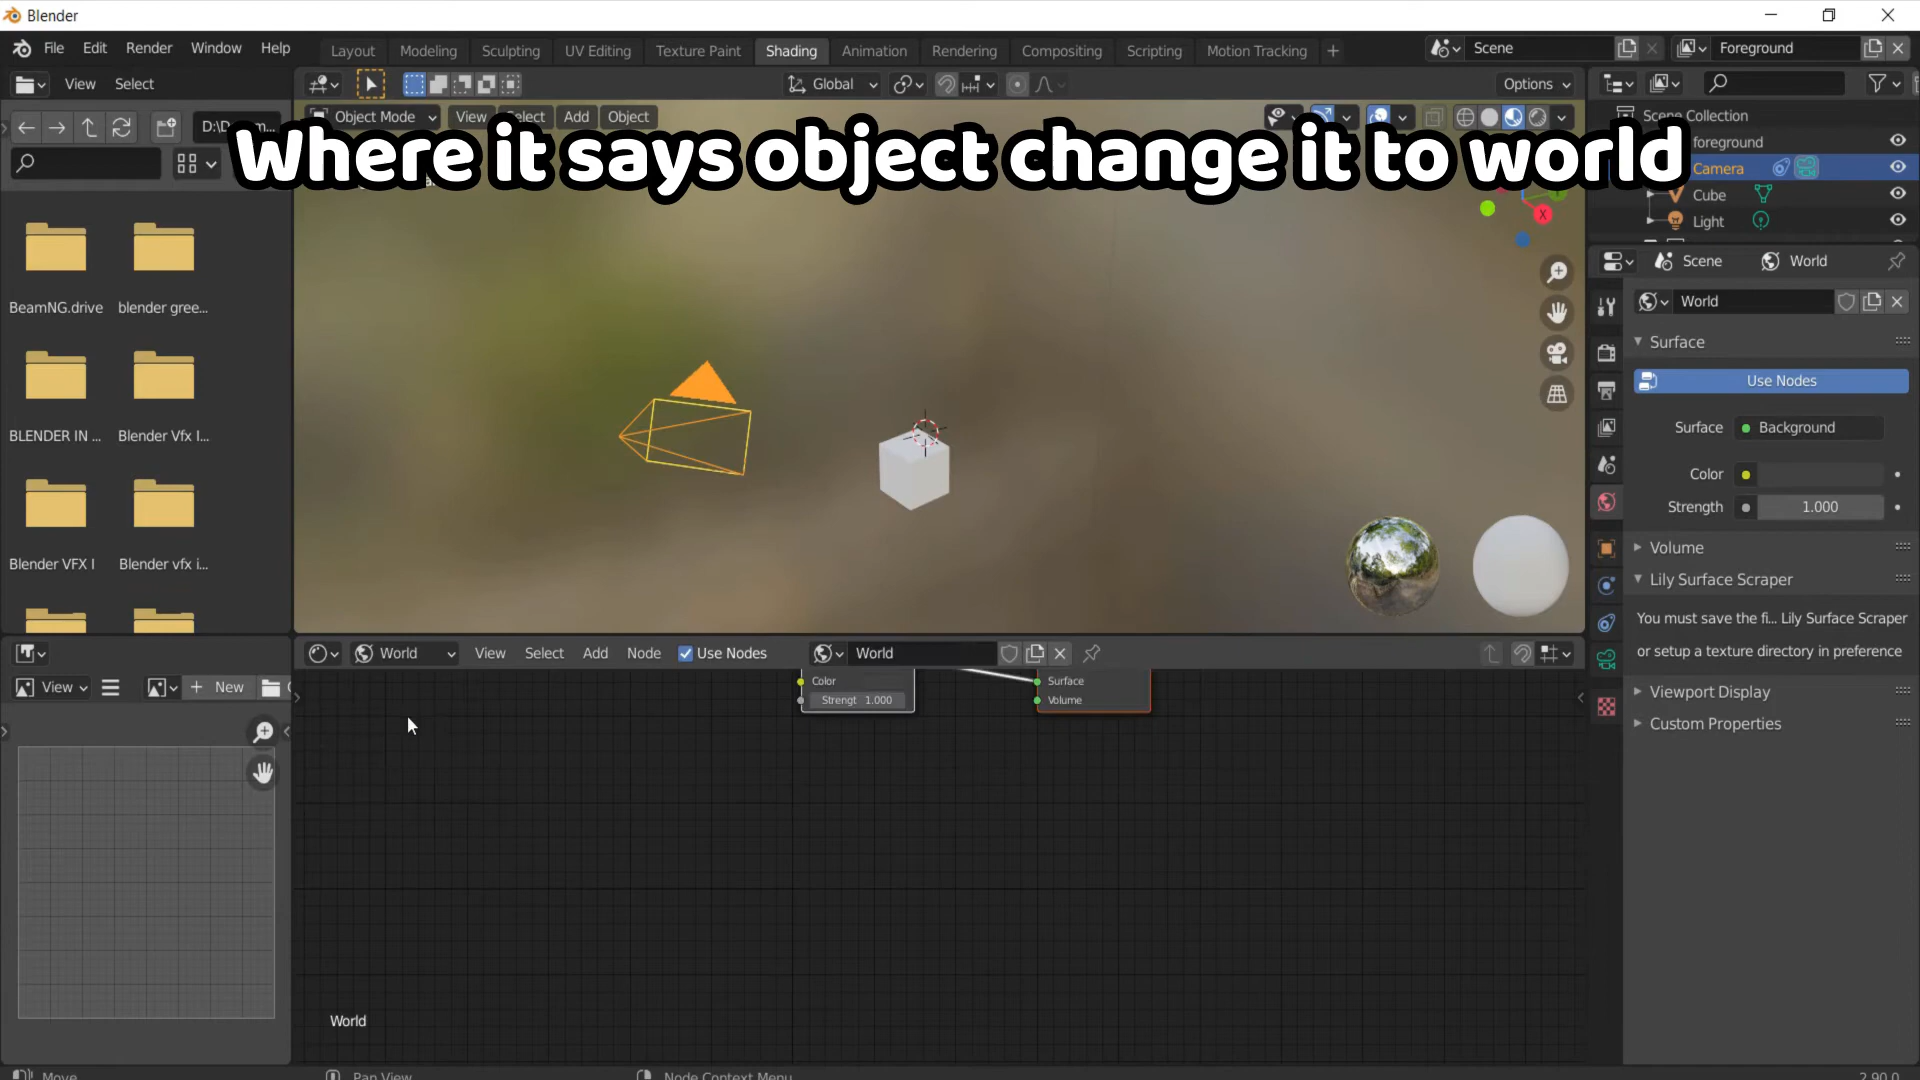 Blender
File Edit Render Window Help
Layout Modeling Sculpting UV Editing Texture Paint Shading Animation Rendering Compositing Scripting Motion Tracking +
Scene
Foreground
View Select
Global
Options
D:\D
m...
Object Mode View Select Add Object
Where it says object change it to world
Scene Collection
foreground
Camera
Cube
Light
X
Scene World
World
Surface
Use Nodes
Surface Background
Color
Strength 1.000
Volume
Lily Surface Scraper
You must save the fi... Lily Surface Scraper
or setup a texture directory in preference
Viewport Display
Custom Properties
BeamNG.drive blender gree...
BLENDER IN ... Blender Vfx I...
Blender VFX I Blender vfx i...
World View Select Add Node Use Nodes World
View + New
Color
Strengt 1.000
Surface
Volume
World
Move Pan View Node Context Menu 2.90.0